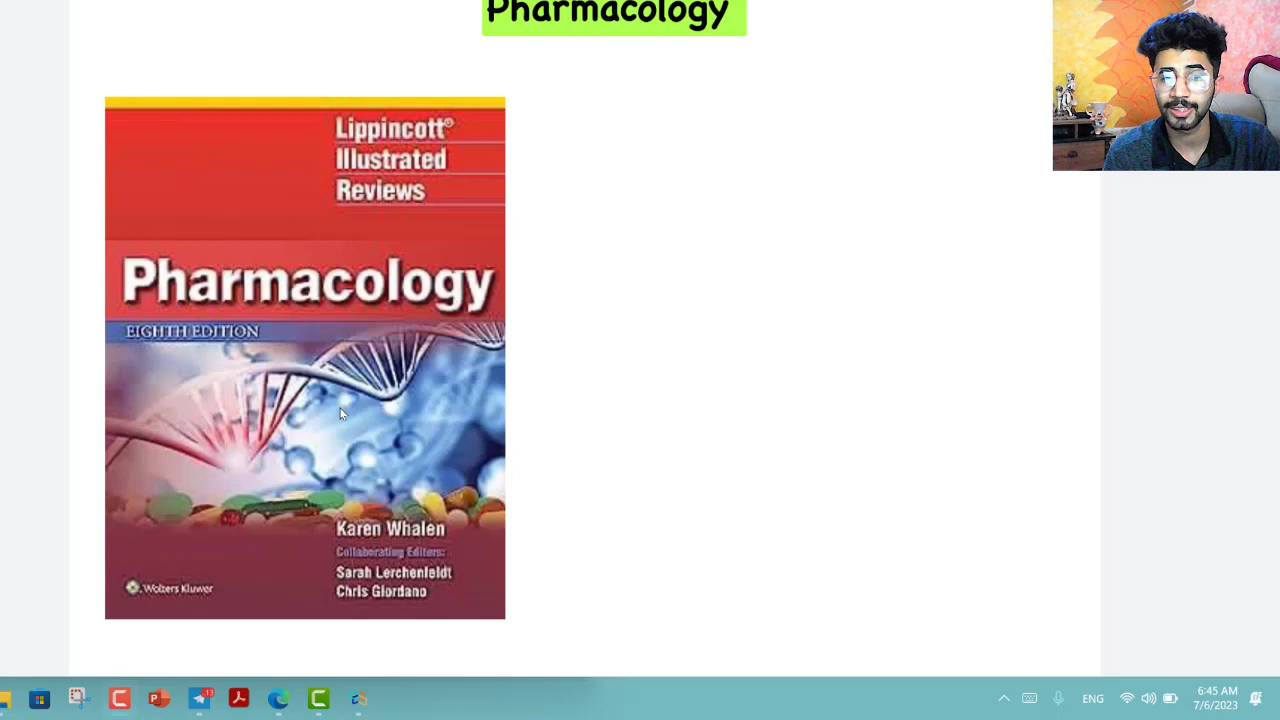 Pharmacology
Lippincott®
Illustrated
Reviews
Pharmacology
EIGHTH EDITION
Karen Whalen
Collaborating Editors:
Sarah Lerchenfeldt
Chris Giordano
Wolters Kluwer
13
ENG
6:45 AM
7/6/2023